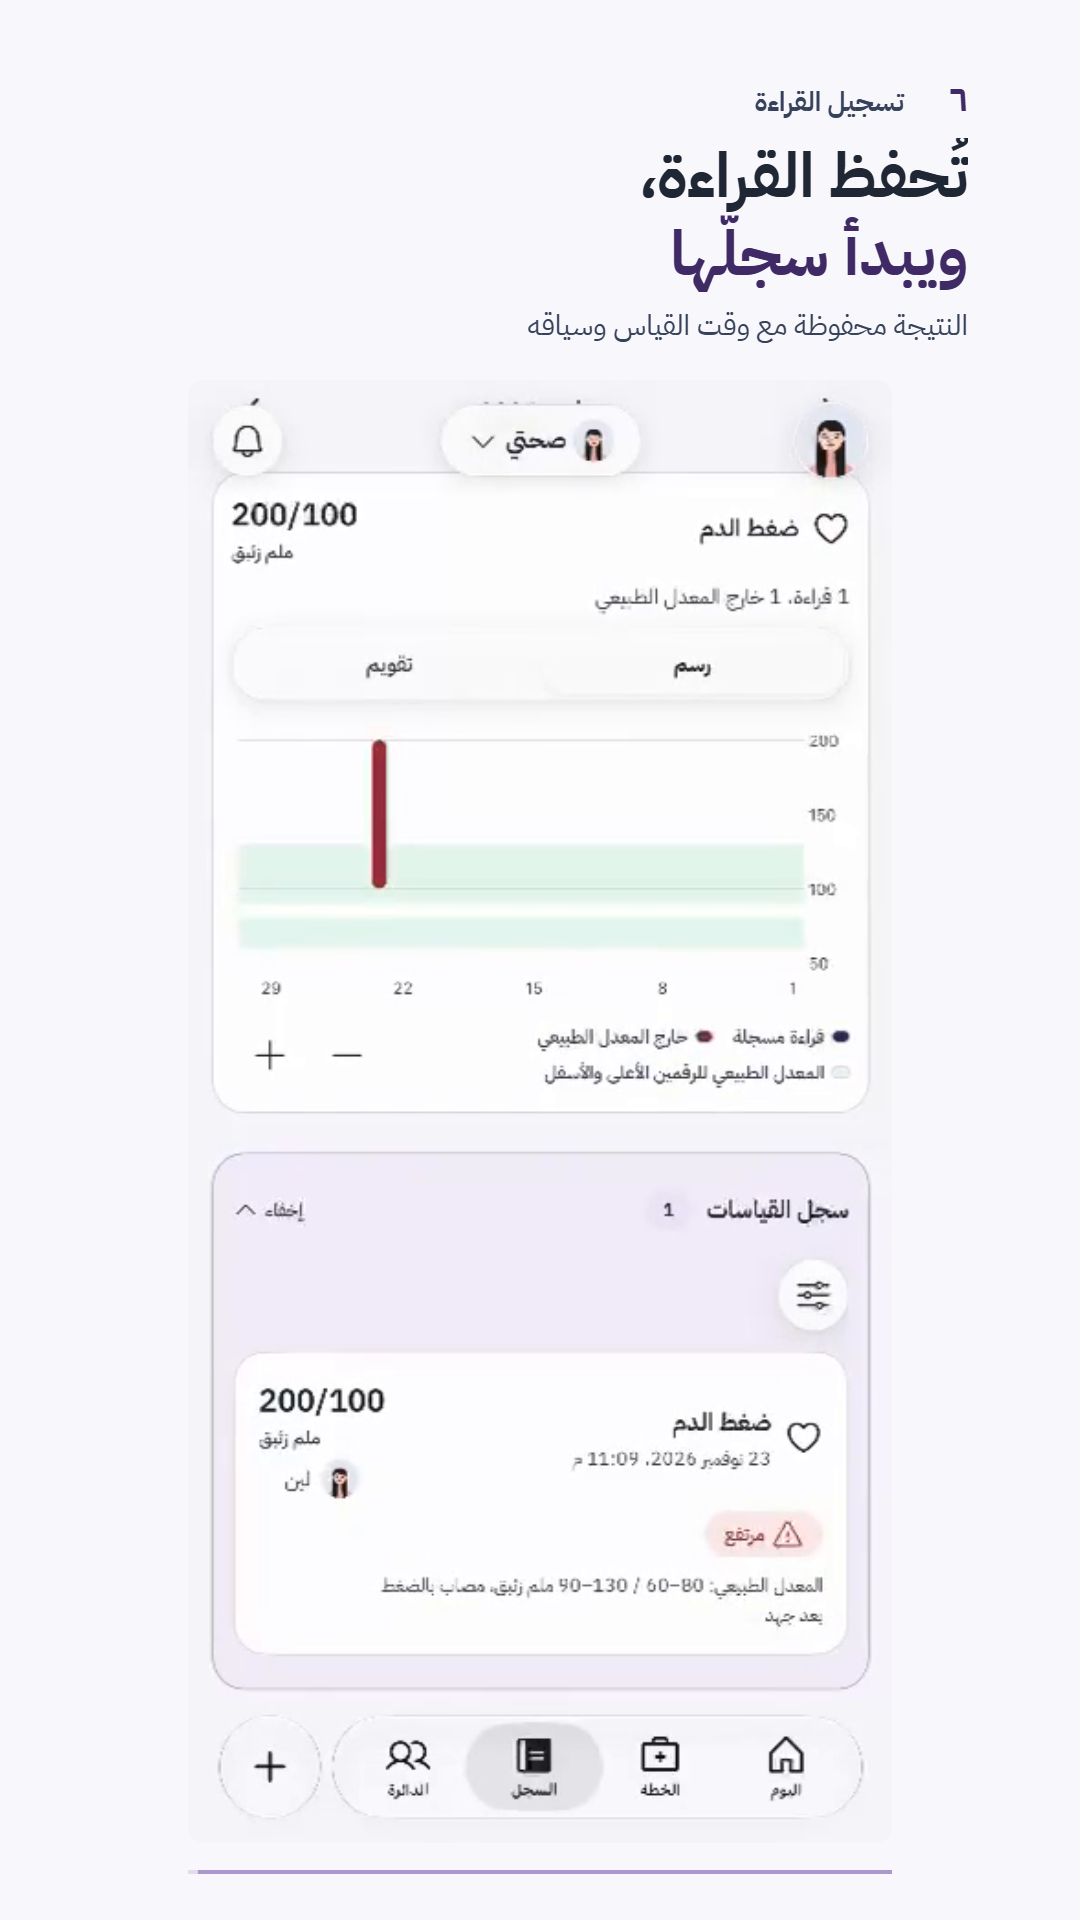 ٦ تسجيل القراءة
تُحفظ القراءة،
ويبدأ سجلّها
النتيجة محفوظة مع وقت القياس وسياقه
صحتي
ضغط الدم
200/100
ملم زئبق
1 قراءة، 1 خارج المعدل الطبيعي
رسم تقويم
200
150
100
50
1 8 15 22 29
قراءة مسجلة خارج المعدل الطبيعي
المعدل الطبيعي للرقمين الأعلى والأسفل
سجل القياسات 1 إخفاء
ضغط الدم 200/100
23 نوفمبر 2026، 11:09 م ملم زئبق
لين
مرتفع
المعدل الطبيعي: 80–60 / 130–90 ملم زئبق، مصاب بالضغط
بعد جهد
اليوم الخطة السجل الدائرة